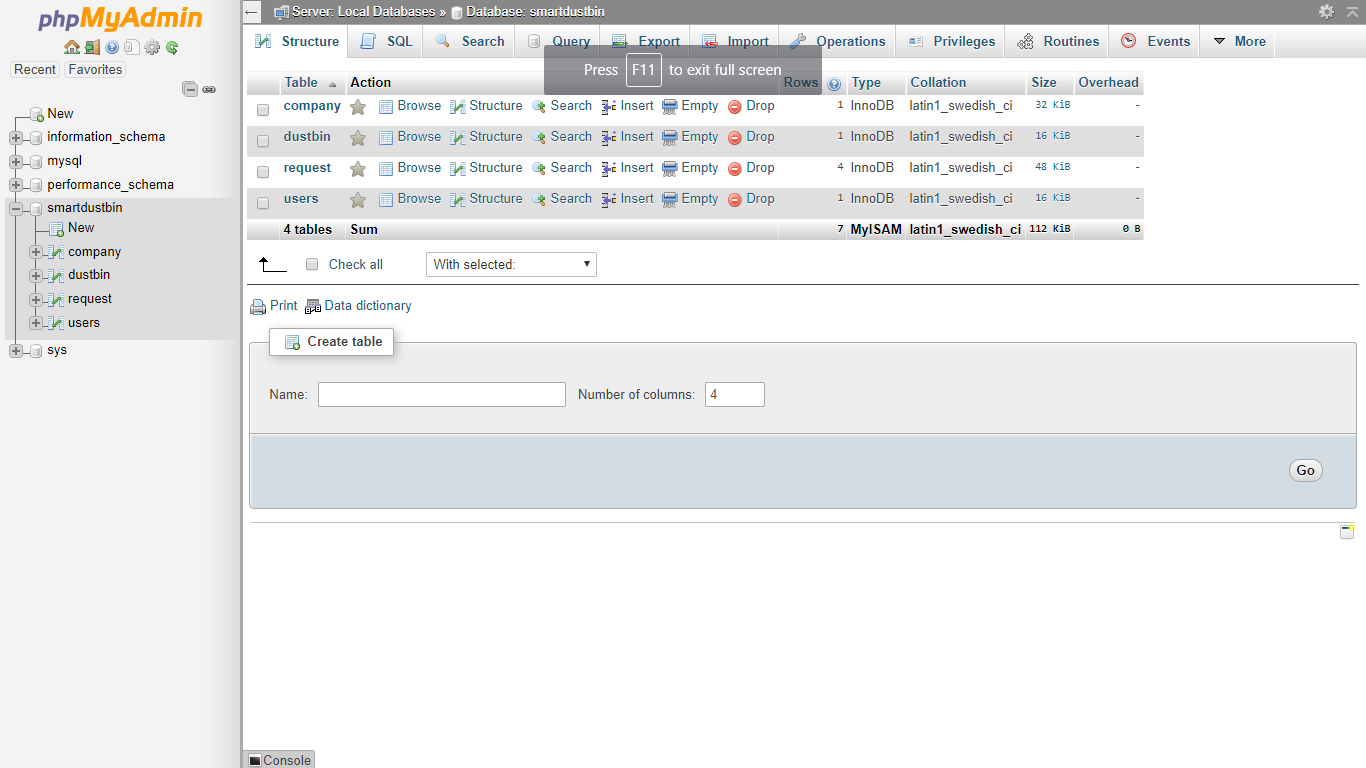 phpMyAdmin
Recent Favorites
New
information_schema
mysql
performance_schema
smartdustbin
New
company
dustbin
request
users
sys
Server: Local Databases » Database: smartdustbin
Structure SQL Search Query Export Import Operations Privileges Routines Events More
Press F11 to exit full screen
Table Action Rows Type Collation Size Overhead
company Browse Structure Search Insert Empty Drop 1 InnoDB latin1_swedish_ci 32 KiB -
dustbin Browse Structure Search Insert Empty Drop 1 InnoDB latin1_swedish_ci 16 KiB -
request Browse Structure Search Insert Empty Drop 4 InnoDB latin1_swedish_ci 48 KiB -
users Browse Structure Search Insert Empty Drop 1 InnoDB latin1_swedish_ci 16 KiB -
4 tables Sum 7 MyISAM latin1_swedish_ci 112 KiB 0 B
Check all With selected:
Print Data dictionary
Create table
Name: Number of columns: 4
Go
Console